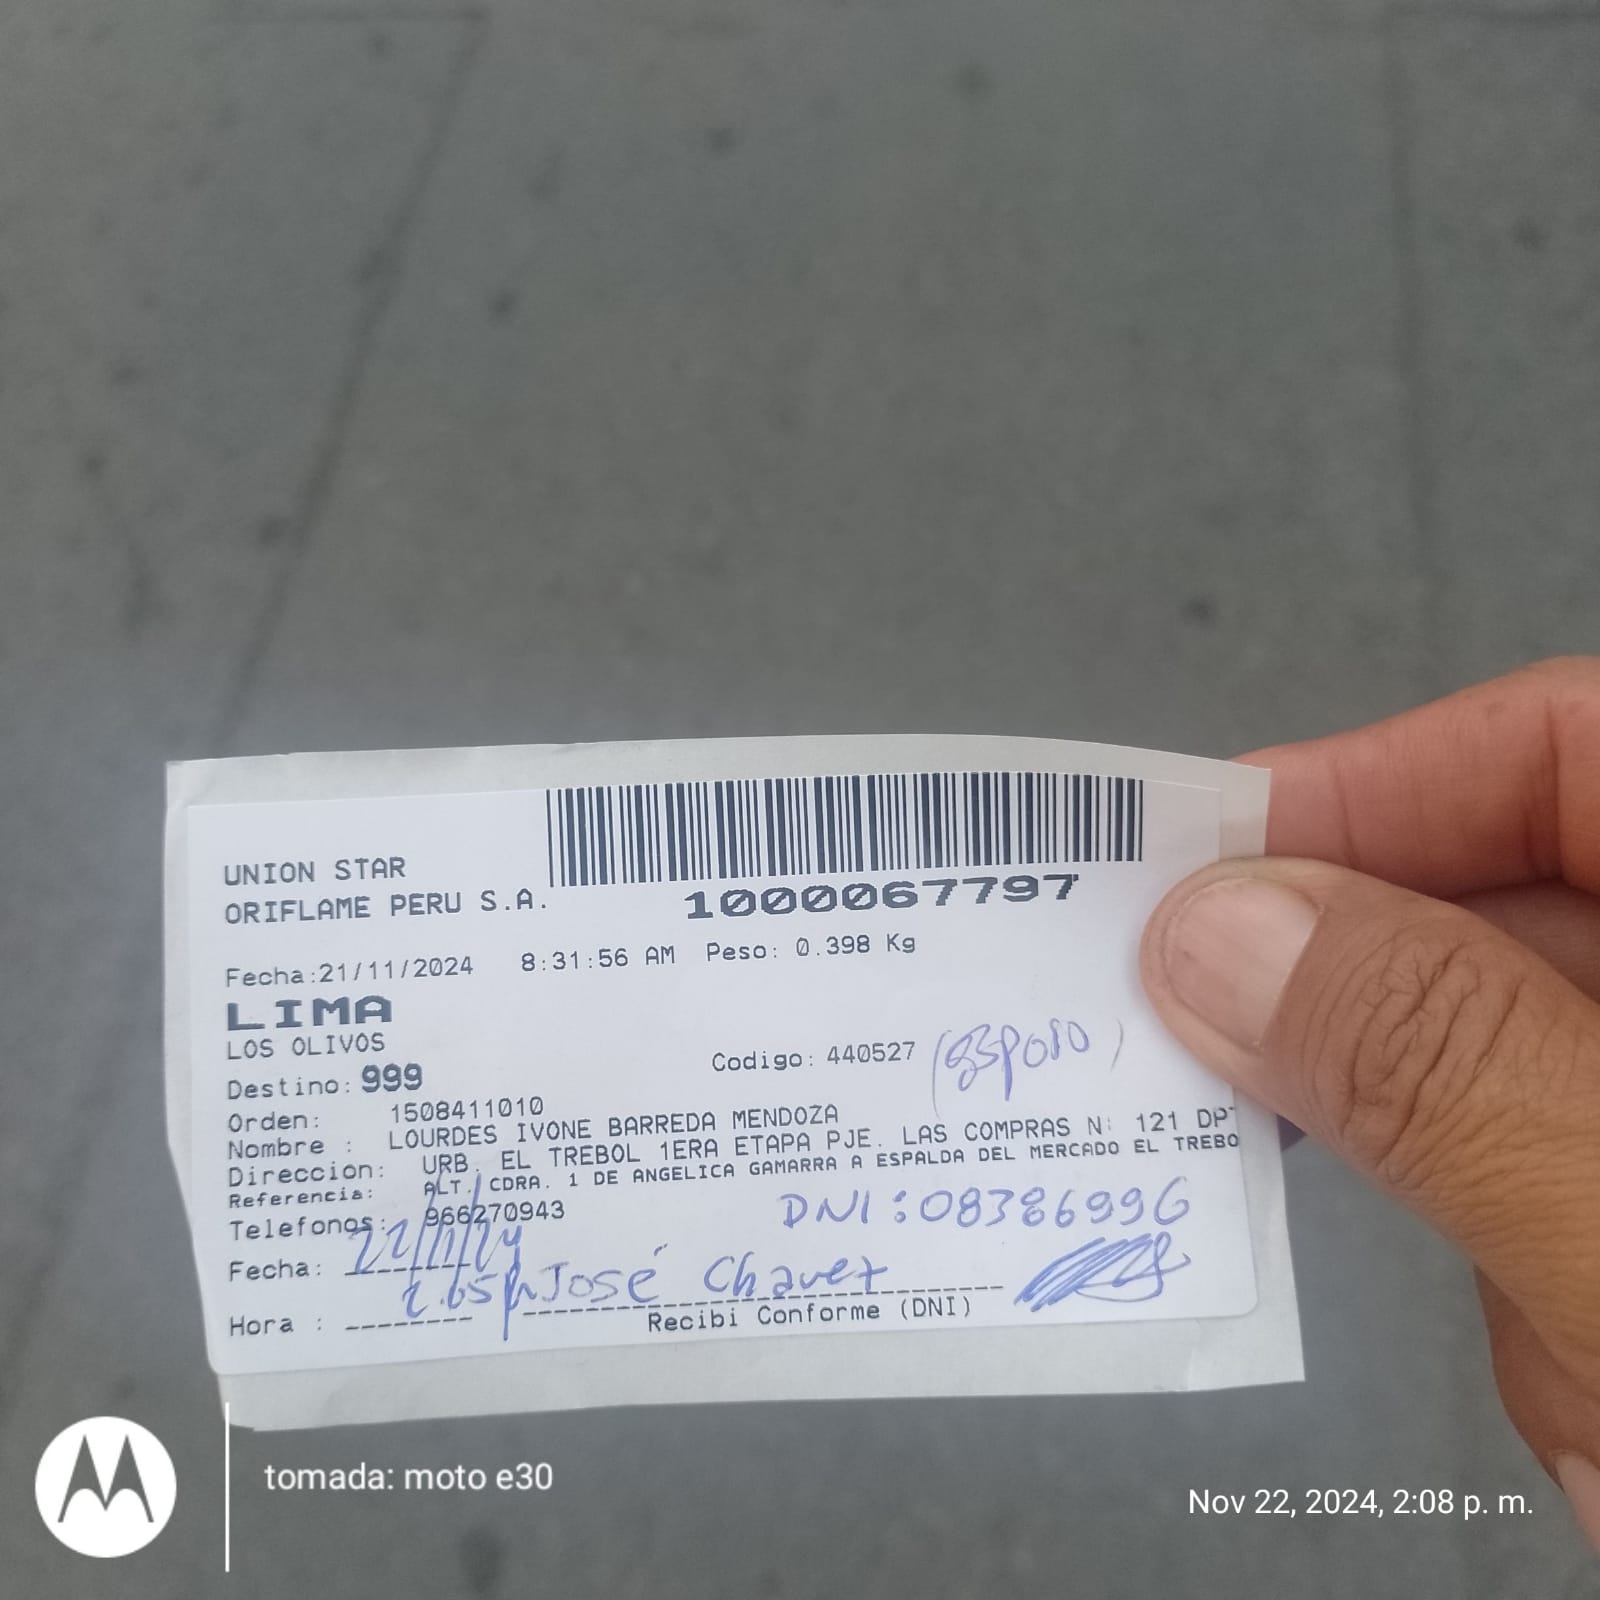 UNION STAR
ORIFLAME PERU S.A.
1000067797
Fecha:21/11/2024 8:31:56 AM Peso: 0.398 Kg
LIMA
LOS OLIVOS
Codigo: 440527 (esposo)
Destino: 999
Orden: 1508411010
Nombre : LOURDES IVONE BARREDA MENDOZA
Direccion: URB. EL TREBOL 1ERA ETAPA PJE. LAS COMPRAS N: 121 DPT
Referencia: ALT. CDRA. 1 DE ANGELICA GAMARRA A ESPALDA DEL MERCADO EL TREBO
Telefonos: 966270943
DNI: 08386996
Fecha: 22/11/24
José Chavez
Hora : 2.05p
Recibi Conforme (DNI)
tomada: moto e30
Nov 22, 2024, 2:08 p. m.